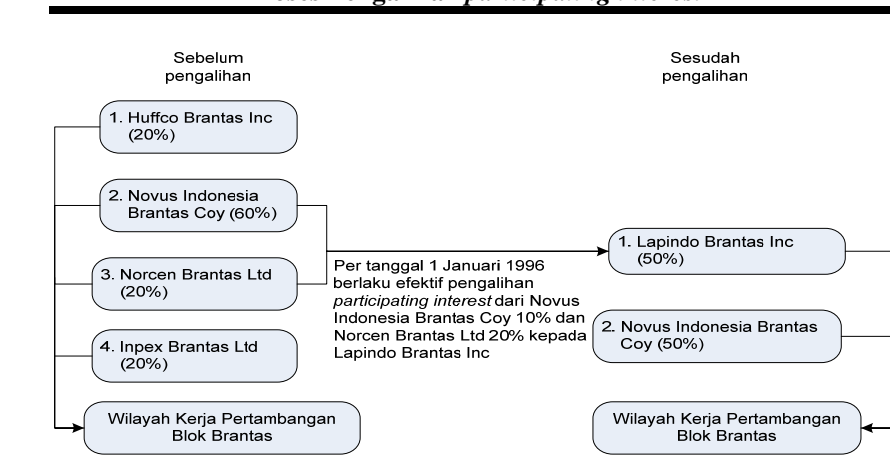 participating interest
Sebelum
pengalihan
Sesudah
pengalihan
1. Huffco Brantas Inc
(20%)
2. Novus Indonesia
Brantas Coy (60%)
3. Norcen Brantas Ltd
(20%)
4. Inpex Brantas Ltd
(20%)
Wilayah Kerja Pertambangan
Blok Brantas
Per tanggal 1 Januari 1996
berlaku efektif pengalihan
participating interest dari Novus
Indonesia Brantas Coy 10% dan
Norcen Brantas Ltd 20% kepada
Lapindo Brantas Inc
1. Lapindo Brantas Inc
(50%)
2. Novus Indonesia Brantas
Coy (50%)
Wilayah Kerja Pertambangan
Blok Brantas